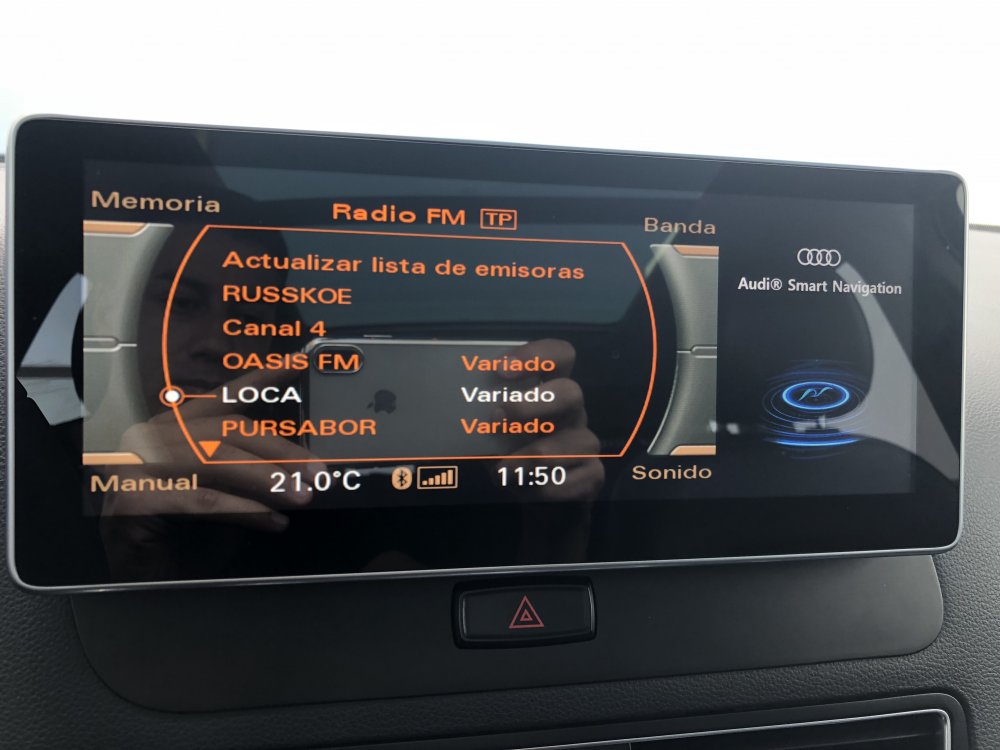 Memoria
Radio FM TP
Banda
Actualizar lista de emisoras
RUSSKOE
Canal 4
OASIS FM Variado
LOCA Variado
PURSABOR Variado
Manual
21.0°C
11:50
Sonido
Audi® Smart Navigation